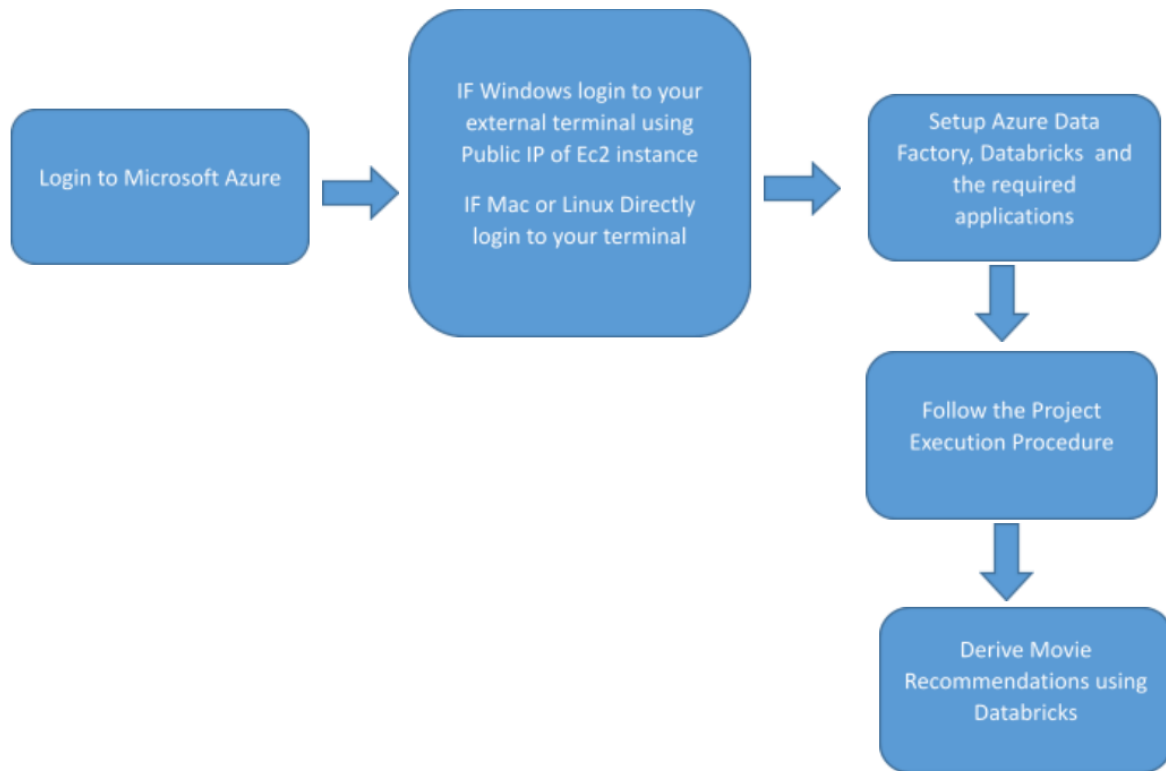 Login to Microsoft Azure
IF Windows login to your
external terminal using
Public IP of Ec2 instance
IF Mac or Linux Directly
login to your terminal
Setup Azure Data
Factory, Databricks and
the required
applications
Follow the Project
Execution Procedure
Derive Movie
Recommendations using
Databricks